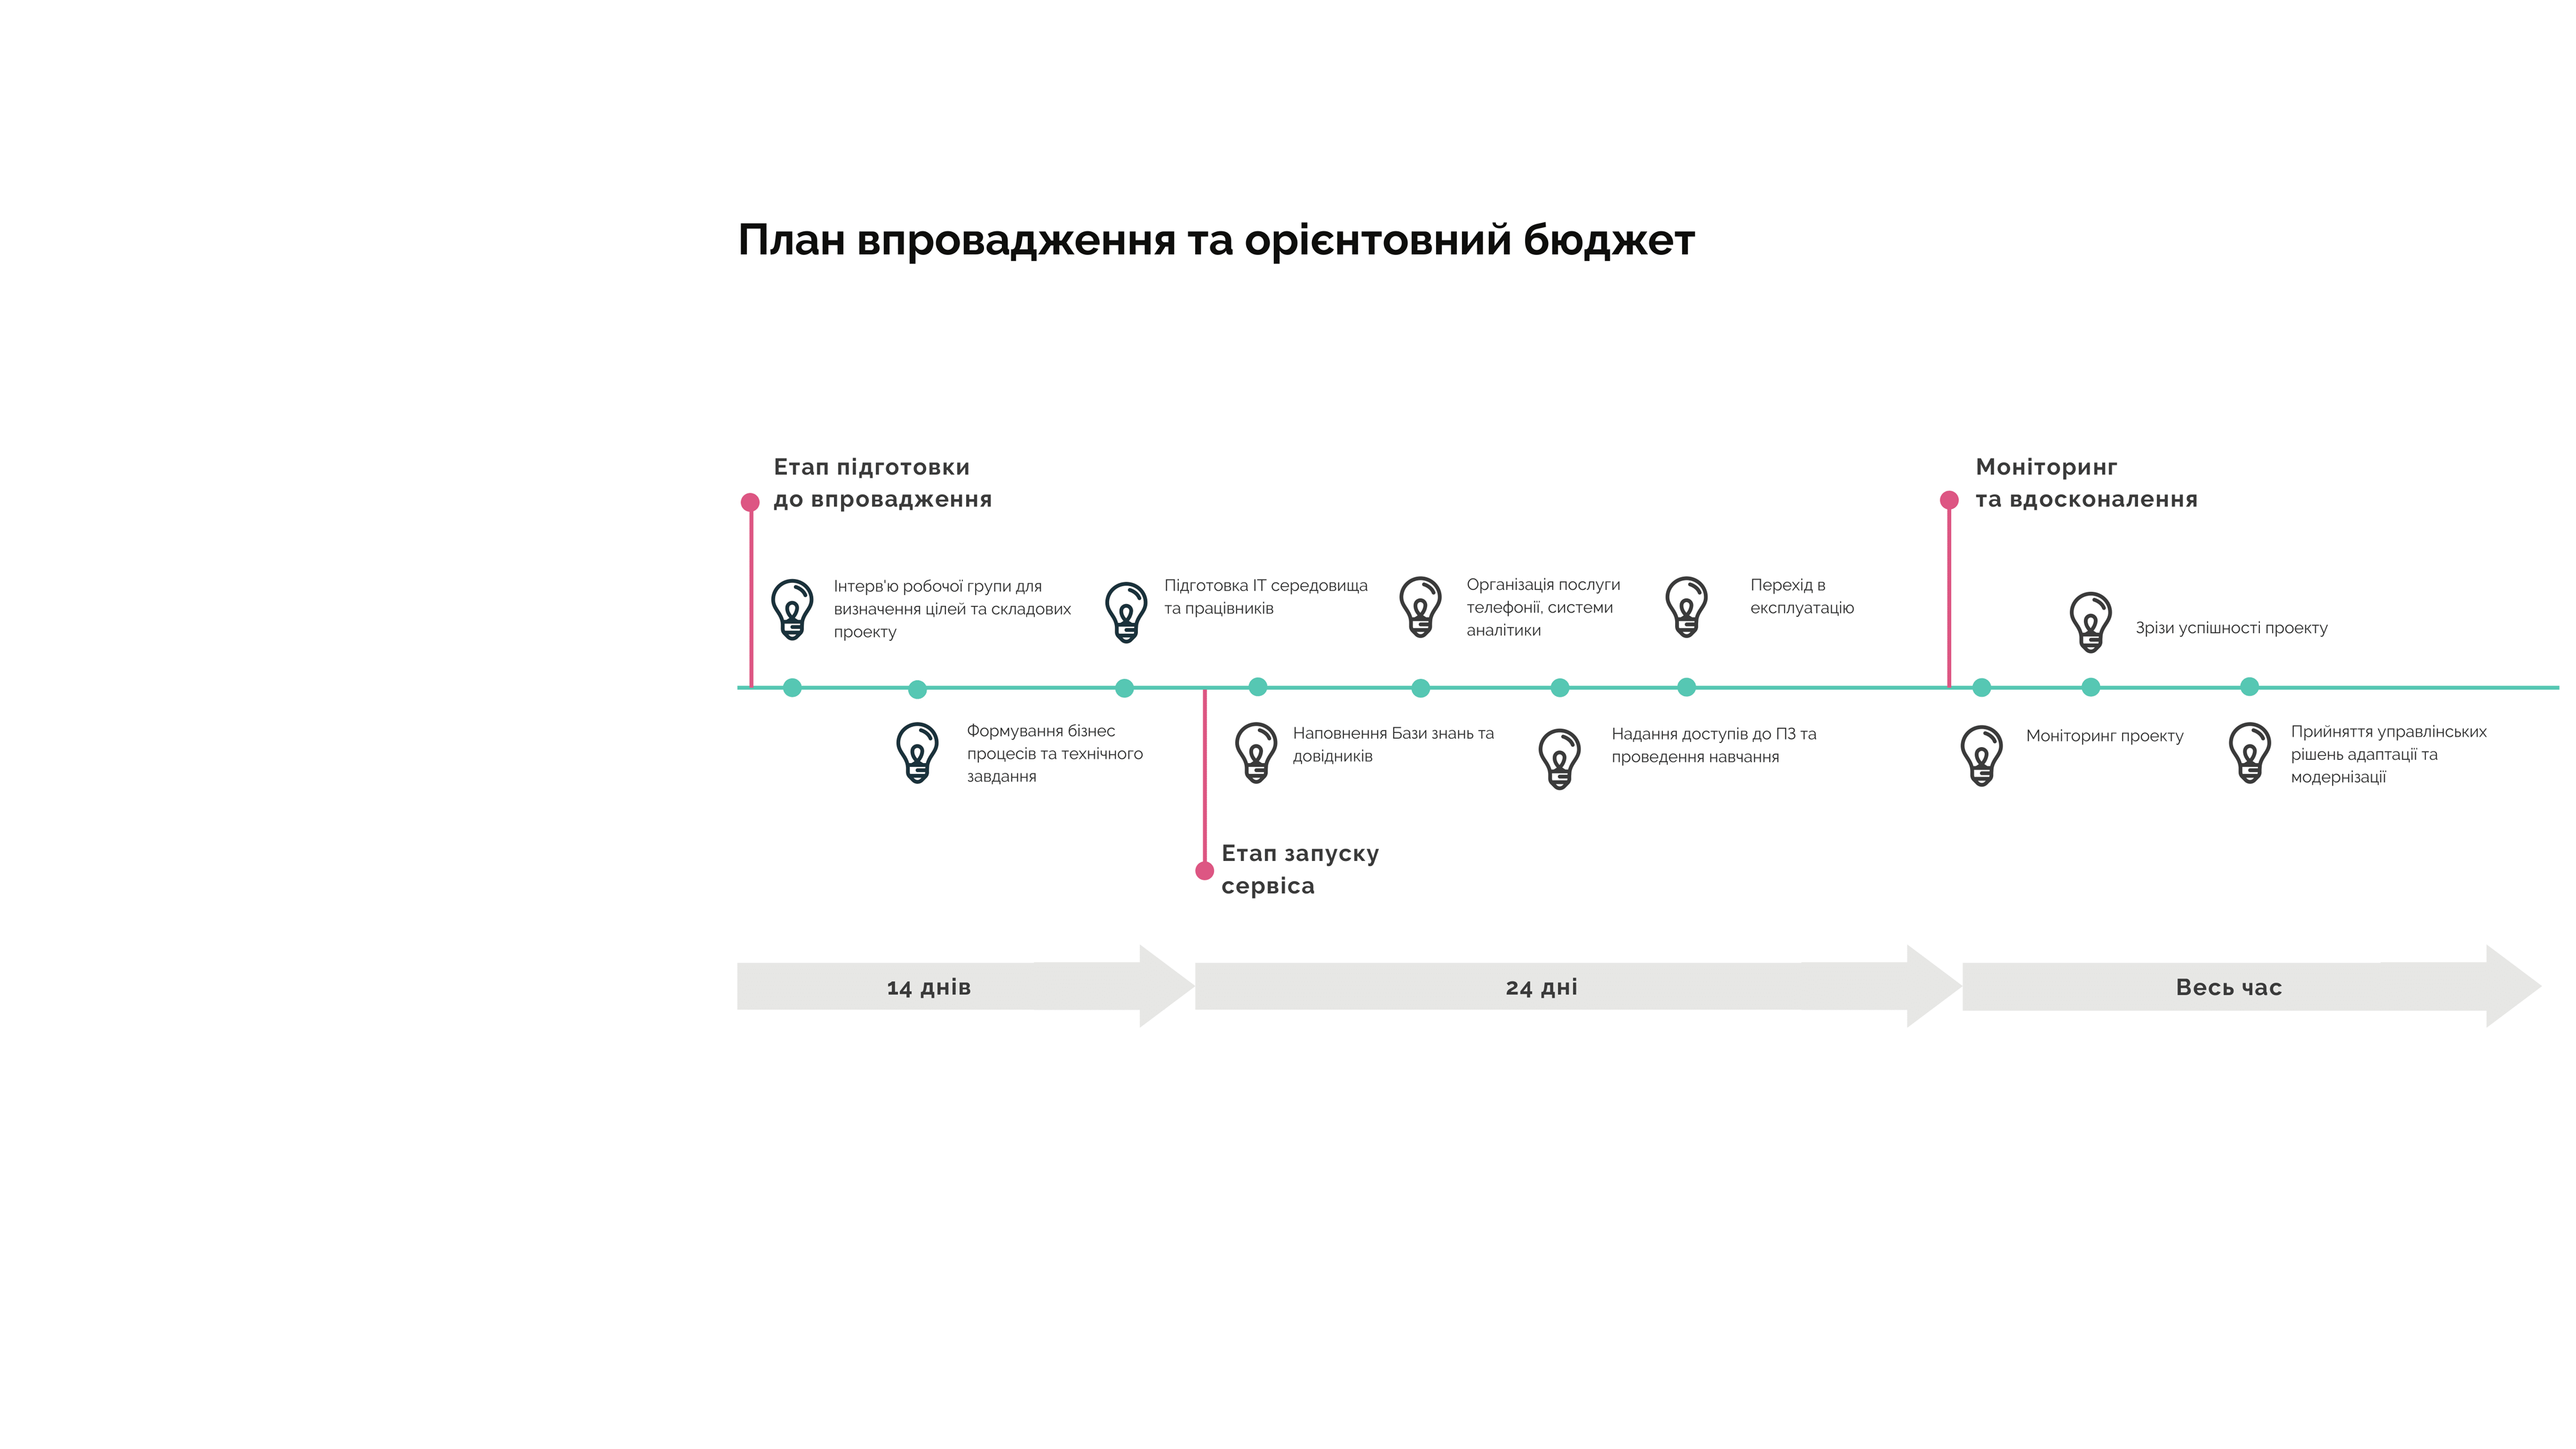 План впровадження та орієнтовний бюджет
Етап підготовки
до впровадження
Моніторинг
та вдосконалення
Інтерв'ю робочої групи для
визначення цілей та складових
проекту
Підготовка ІТ середовища
та працівників
Організація послуги
телефонії, системи
аналітики
Перехід в
експлуатацію
Зрізи успішності проекту
Формування бізнес
процесів та технічного
завдання
Наповнення Бази знань та
довідників
Надання доступів до ПЗ та
проведення навчання
Моніторинг проекту
Прийняття управлінських
рішень адаптації та
модернізації
Етап запуску
сервіса
14 днів
24 дні
Весь час